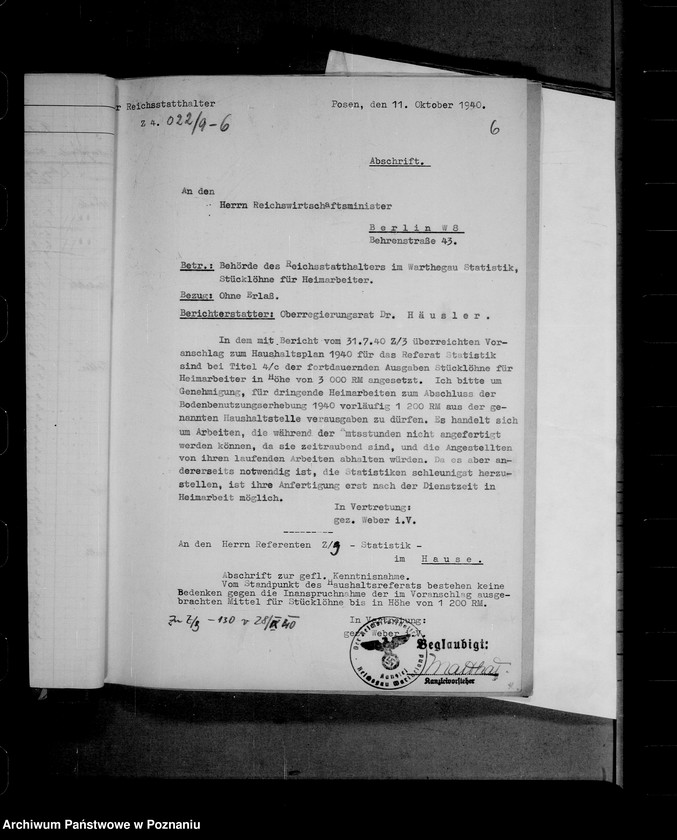 r Reichsstatthalter
Posen, den 11. Oktober 1940.
Z 4. 022/9-6
6
Abschrift.
An den
Herrn Reichswirtschaftsminister
Berlin W 8
Behrenstraße 43.
Betr.: Behörde des Reichsstatthalters im Warthegau Statistik,
Stücklöhne für Heimarbeiter.
Bezug: Ohne Erlaß.
Berichterstatter: Oberregierungsrat Dr. Häusler.
In dem mit Bericht vom 31.7.40 Z/3 überreichten Vor-
anschlag zum Haushaltsplan 1940 für das Referat Statistik
sind bei Titel 4/c der fortdauernden Ausgaben Stücklöhne für
Heimarbeiter in Höhe von 3 000 RM angesetzt. Ich bitte um
Genehmigung, für dringende Heimarbeiten zum Abschluss der
Bodenbenutzungserhebung 1940 vorläufig 1 200 RM aus der ge-
nannten Haushaltstelle verausgaben zu dürfen. Es handelt sich
um Arbeiten, die während der Amtsstunden nicht angefertigt
werden können, da sie zeitraubend sind, und die Angestellten
von ihren laufenden Arbeiten abhalten würden. Da es aber an-
dererseits notwendig ist, die Statistiken schleunigst herzu-
stellen, ist ihre Anfertigung erst nach der Dienstzeit in
Heimarbeit möglich.
In Vertretung:
gez. Weber i.V.
An den Herrn Referenten Z/9 - Statistik -
im Hause.
Abschrift zur gefl. Kenntnisnahme.
Vom Standpunkt des Haushaltsreferats bestehen keine
Bedenken gegen die Inanspruchnahme der im Voranschlag ausge-
brachten Mittel für Stücklöhne bis in Höhe von 1 200 RM.
In Vertretung:
gez. Weber i.V.
Beglaubigt:
Kanzleivorsteher
Kanzlei
Archiwum Państwowe w Poznaniu